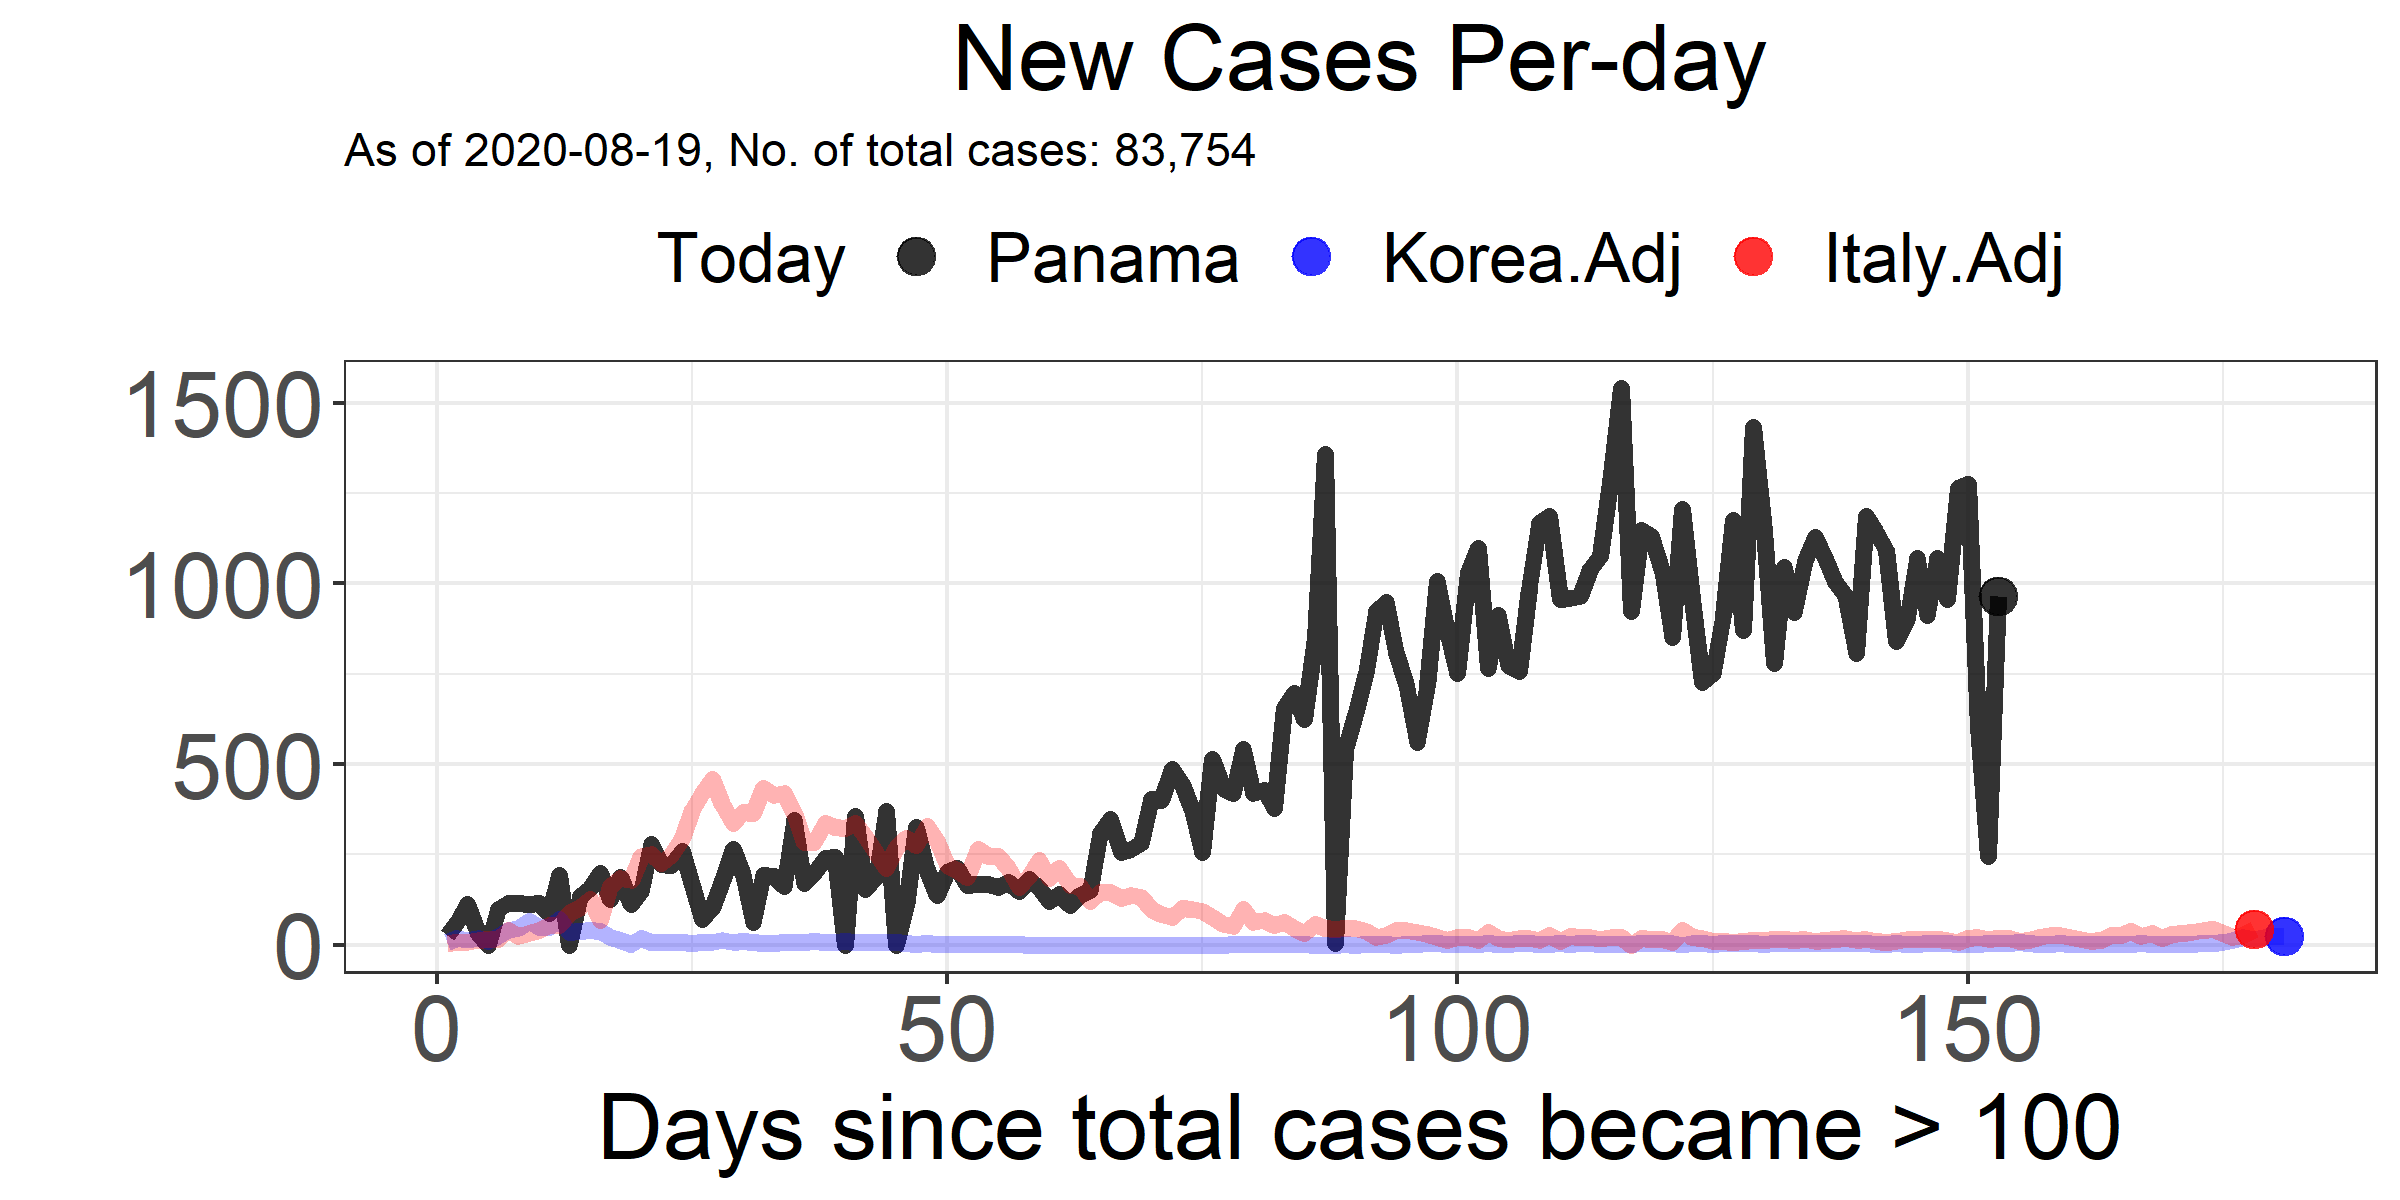 New Cases Per-day
As of 2020-08-19, No. of total cases: 83,754
Today Panama Korea.Adj Italy.Adj
1500
1000
500
0
0 50 100 150
Days since total cases became > 100